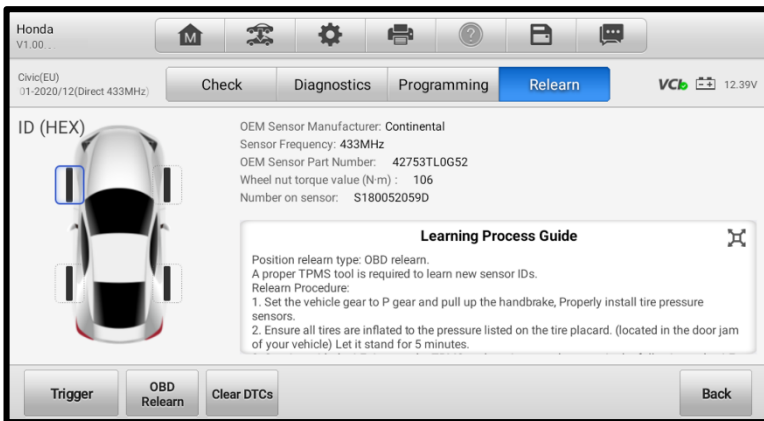 Honda
V1.00..
M
Civic(EU)
01-2020/12(Direct 433MHz)
Check
Diagnostics
Programming
Relearn
VCI
12.39V
ID (HEX)
OEM Sensor Manufacturer: Continental
Sensor Frequency: 433MHz
OEM Sensor Part Number: 42753TL0G52
Wheel nut torque value (N·m) : 106
Number on sensor: S180052059D
Learning Process Guide
Position relearn type: OBD relearn.
A proper TPMS tool is required to learn new sensor IDs.
Relearn Procedure:
1. Set the vehicle gear to P gear and pull up the handbrake, Properly install tire pressure
sensors.
2. Ensure all tires are inflated to the pressure listed on the tire placard. (located in the door jam
of your vehicle) Let it stand for 5 minutes.
Trigger
OBD
Relearn
Clear DTCs
Back